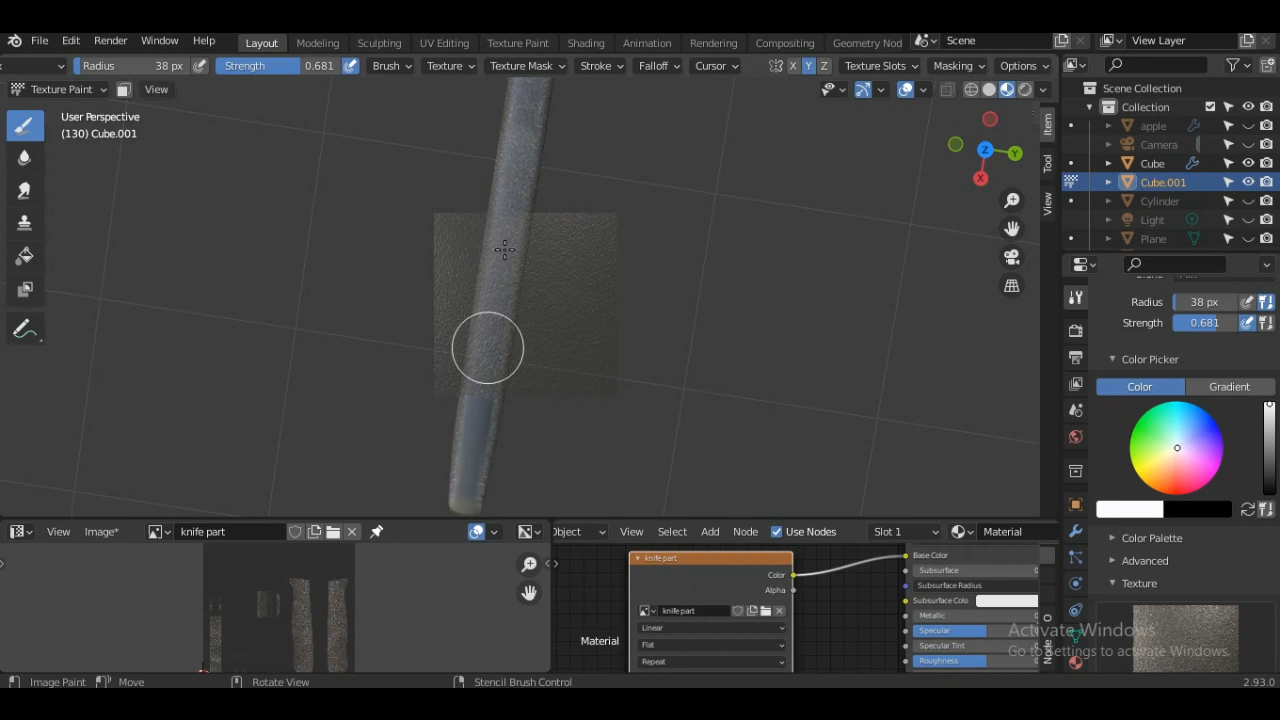 File Edit Render Window Help Layout Modeling Sculpting UV Editing Texture Paint Shading Animation Rendering Compositing Geometry Nod Scene View Layer
Radius 38 px Strength 0.681 Brush Texture Texture Mask Stroke Falloff Cursor X Y Z Texture Slots Masking Options
Texture Paint View
User Perspective
(130) Cube.001
Z Y X
Item
Tool
View
Scene Collection
Collection
apple
Camera
Cube
Cube.001
Cylinder
Light
Plane
Radius 38 px
Strength 0.681
Color Picker
Color Gradient
Color Palette
Advanced
Texture
View Image* knife part
Object View Select Add Node Use Nodes Slot 1 Material
knife part
Color
Alpha
knife part
Linear
Flat
Repeat
Material
Base Color
Subsurface 0
Subsurface Radius
Subsurface Colo
Metallic
Specular
Specular Tint
Roughness
Activate Windows
Go to Settings to activate Windows.
Image Paint Move Rotate View Stencil Brush Control 2.93.0